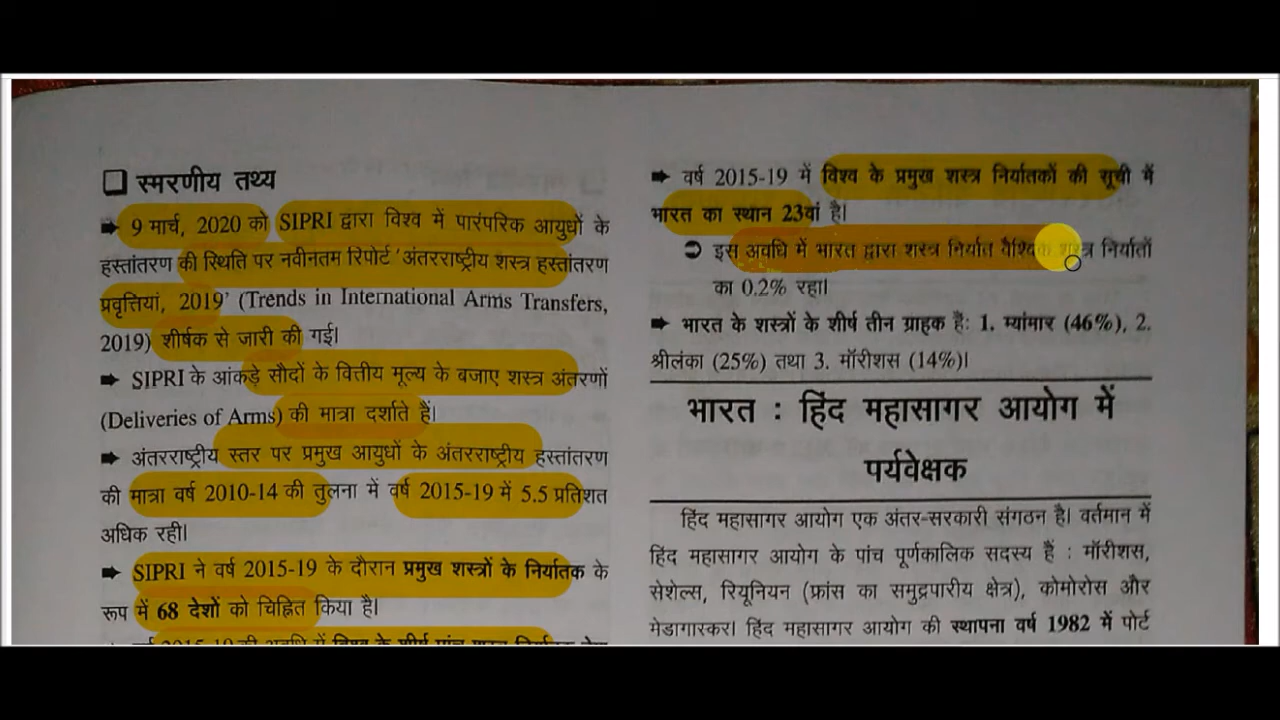 ❑ स्मरणीय तथ्य
➡ 9 मार्च, 2020 को SIPRI द्वारा विश्व में पारंपरिक आयुधों के
हस्तांतरण की स्थिति पर नवीनतम रिपोर्ट 'अंतरराष्ट्रीय शस्त्र हस्तांतरण
प्रवृत्तियां, 2019' (Trends in International Arms Transfers,
2019) शीर्षक से जारी की गई।
➡ SIPRI के आंकड़े सौदों के वित्तीय मूल्य के बजाए शस्त्र अंतरणों
(Deliveries of Arms) की मात्रा दर्शाते हैं।
➡ अंतरराष्ट्रीय स्तर पर प्रमुख आयुधों के अंतरराष्ट्रीय हस्तांतरण
की मात्रा वर्ष 2010-14 की तुलना में वर्ष 2015-19 में 5.5 प्रतिशत
अधिक रही।
➡ SIPRI ने वर्ष 2015-19 के दौरान प्रमुख शस्त्रों के निर्यातक के
रूप में 68 देशों को चिह्नित किया है।
➡ वर्ष 2015-19 की अवधि में विश्व के शीर्ष पांच शस्त्र निर्यातक देश
➡ वर्ष 2015-19 में विश्व के प्रमुख शस्त्र निर्यातकों की सूची में
भारत का स्थान 23वां है।
➲ इस अवधि में भारत द्वारा शस्त्र निर्यात वैश्विक शस्त्र निर्यातों
का 0.2% रहा।
➡ भारत के शस्त्रों के शीर्ष तीन ग्राहक हैं: 1. म्यांमार (46%), 2.
श्रीलंका (25%) तथा 3. मॉरीशस (14%)।
भारत : हिंद महासागर आयोग में
पर्यवेक्षक
हिंद महासागर आयोग एक अंतर-सरकारी संगठन है। वर्तमान में
हिंद महासागर आयोग के पांच पूर्णकालिक सदस्य हैं : मॉरीशस,
सेशेल्स, रियूनियन (फ्रांस का समुद्रपारीय क्षेत्र), कोमोरोस और
मेडागास्कर। हिंद महासागर आयोग की स्थापना वर्ष 1982 में पोर्ट